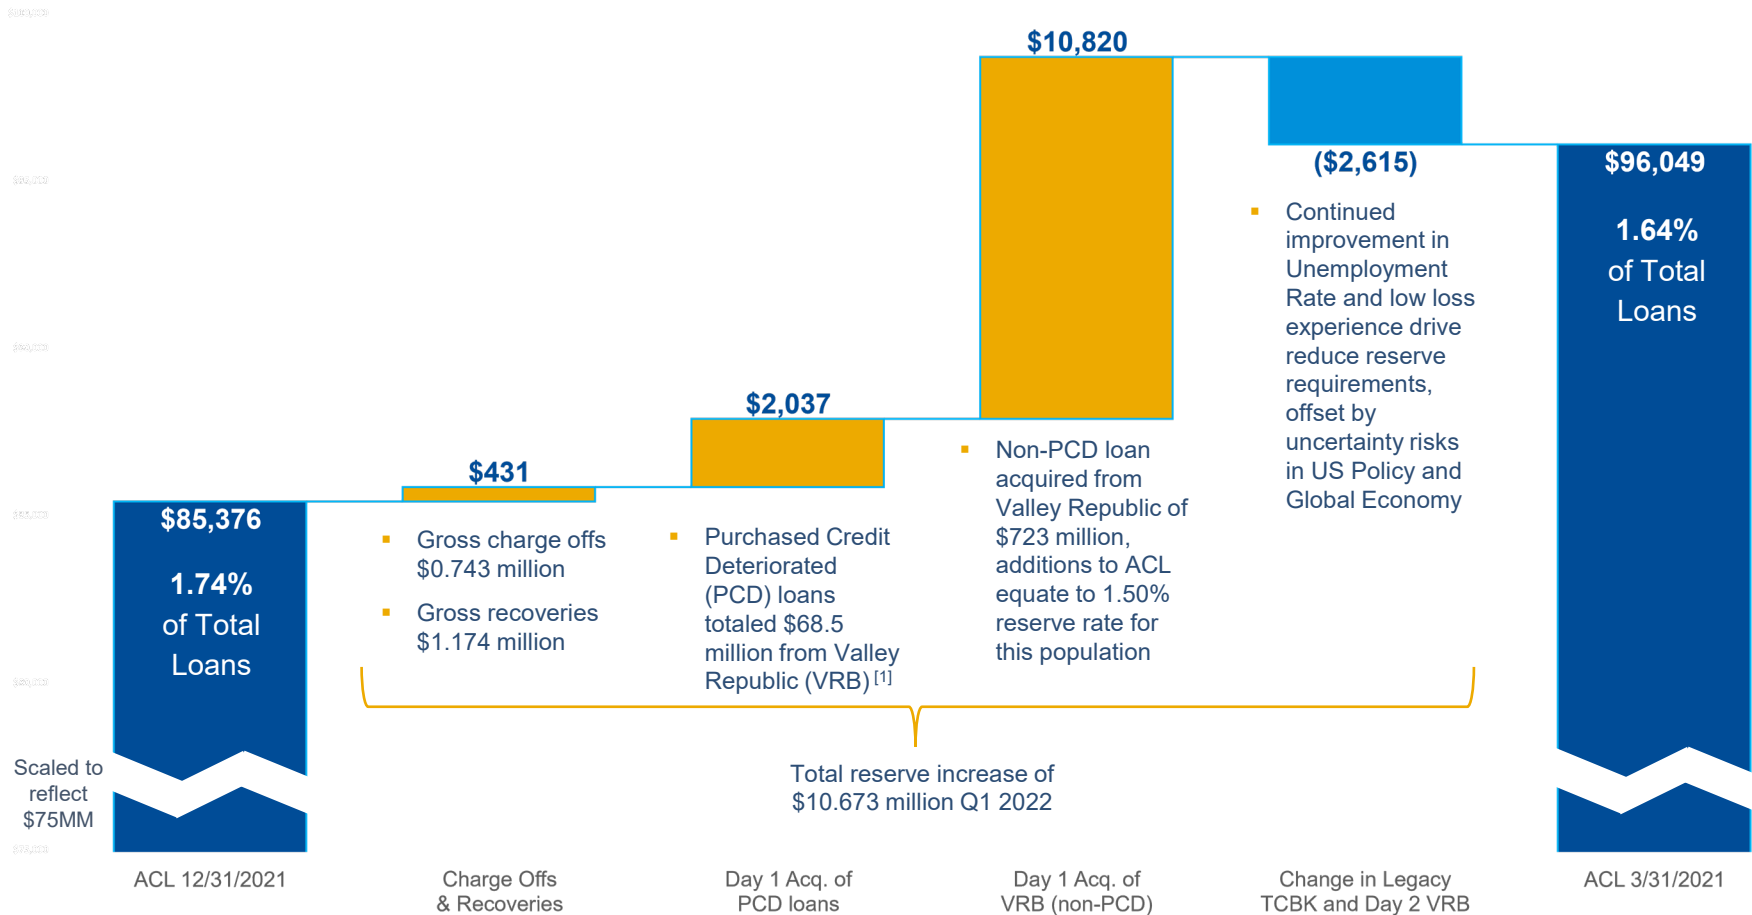 $10,820
$431
$2,037
($2,615)
$85,376
1.74%
of Total
Loans
$96,049
1.64%
of Total
Loans
▪ Gross charge offs
$0.743 million
▪ Gross recoveries
$1.174 million
▪ Purchased Credit
Deteriorated
(PCD) loans
totaled $68.5
million from Valley
Republic (VRB) [1]
▪ Non-PCD loan
acquired from
Valley Republic of
$723 million,
additions to ACL
equate to 1.50%
reserve rate for
this population
▪ Continued
improvement in
Unemployment
Rate and low loss
experience drive
reduce reserve
requirements,
offset by
uncertainty risks
in US Policy and
Global Economy
Scaled to
reflect
$75MM
Total reserve increase of
$10.673 million Q1 2022
ACL 12/31/2021
Charge Offs
& Recoveries
Day 1 Acq. of
PCD loans
Day 1 Acq. of
VRB (non-PCD)
Change in Legacy
TCBK and Day 2 VRB
ACL 3/31/2021